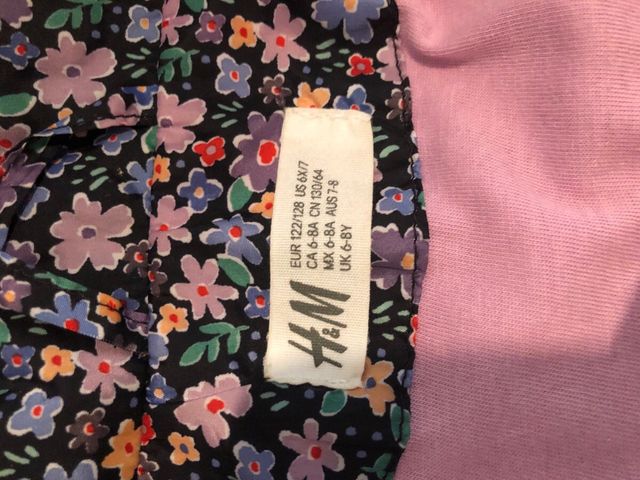 EUR 122/128 US 6X/7
CA 6-8A CN 130/64
MX 6-8A AUS 7-8
UK 6-8Y
H&M